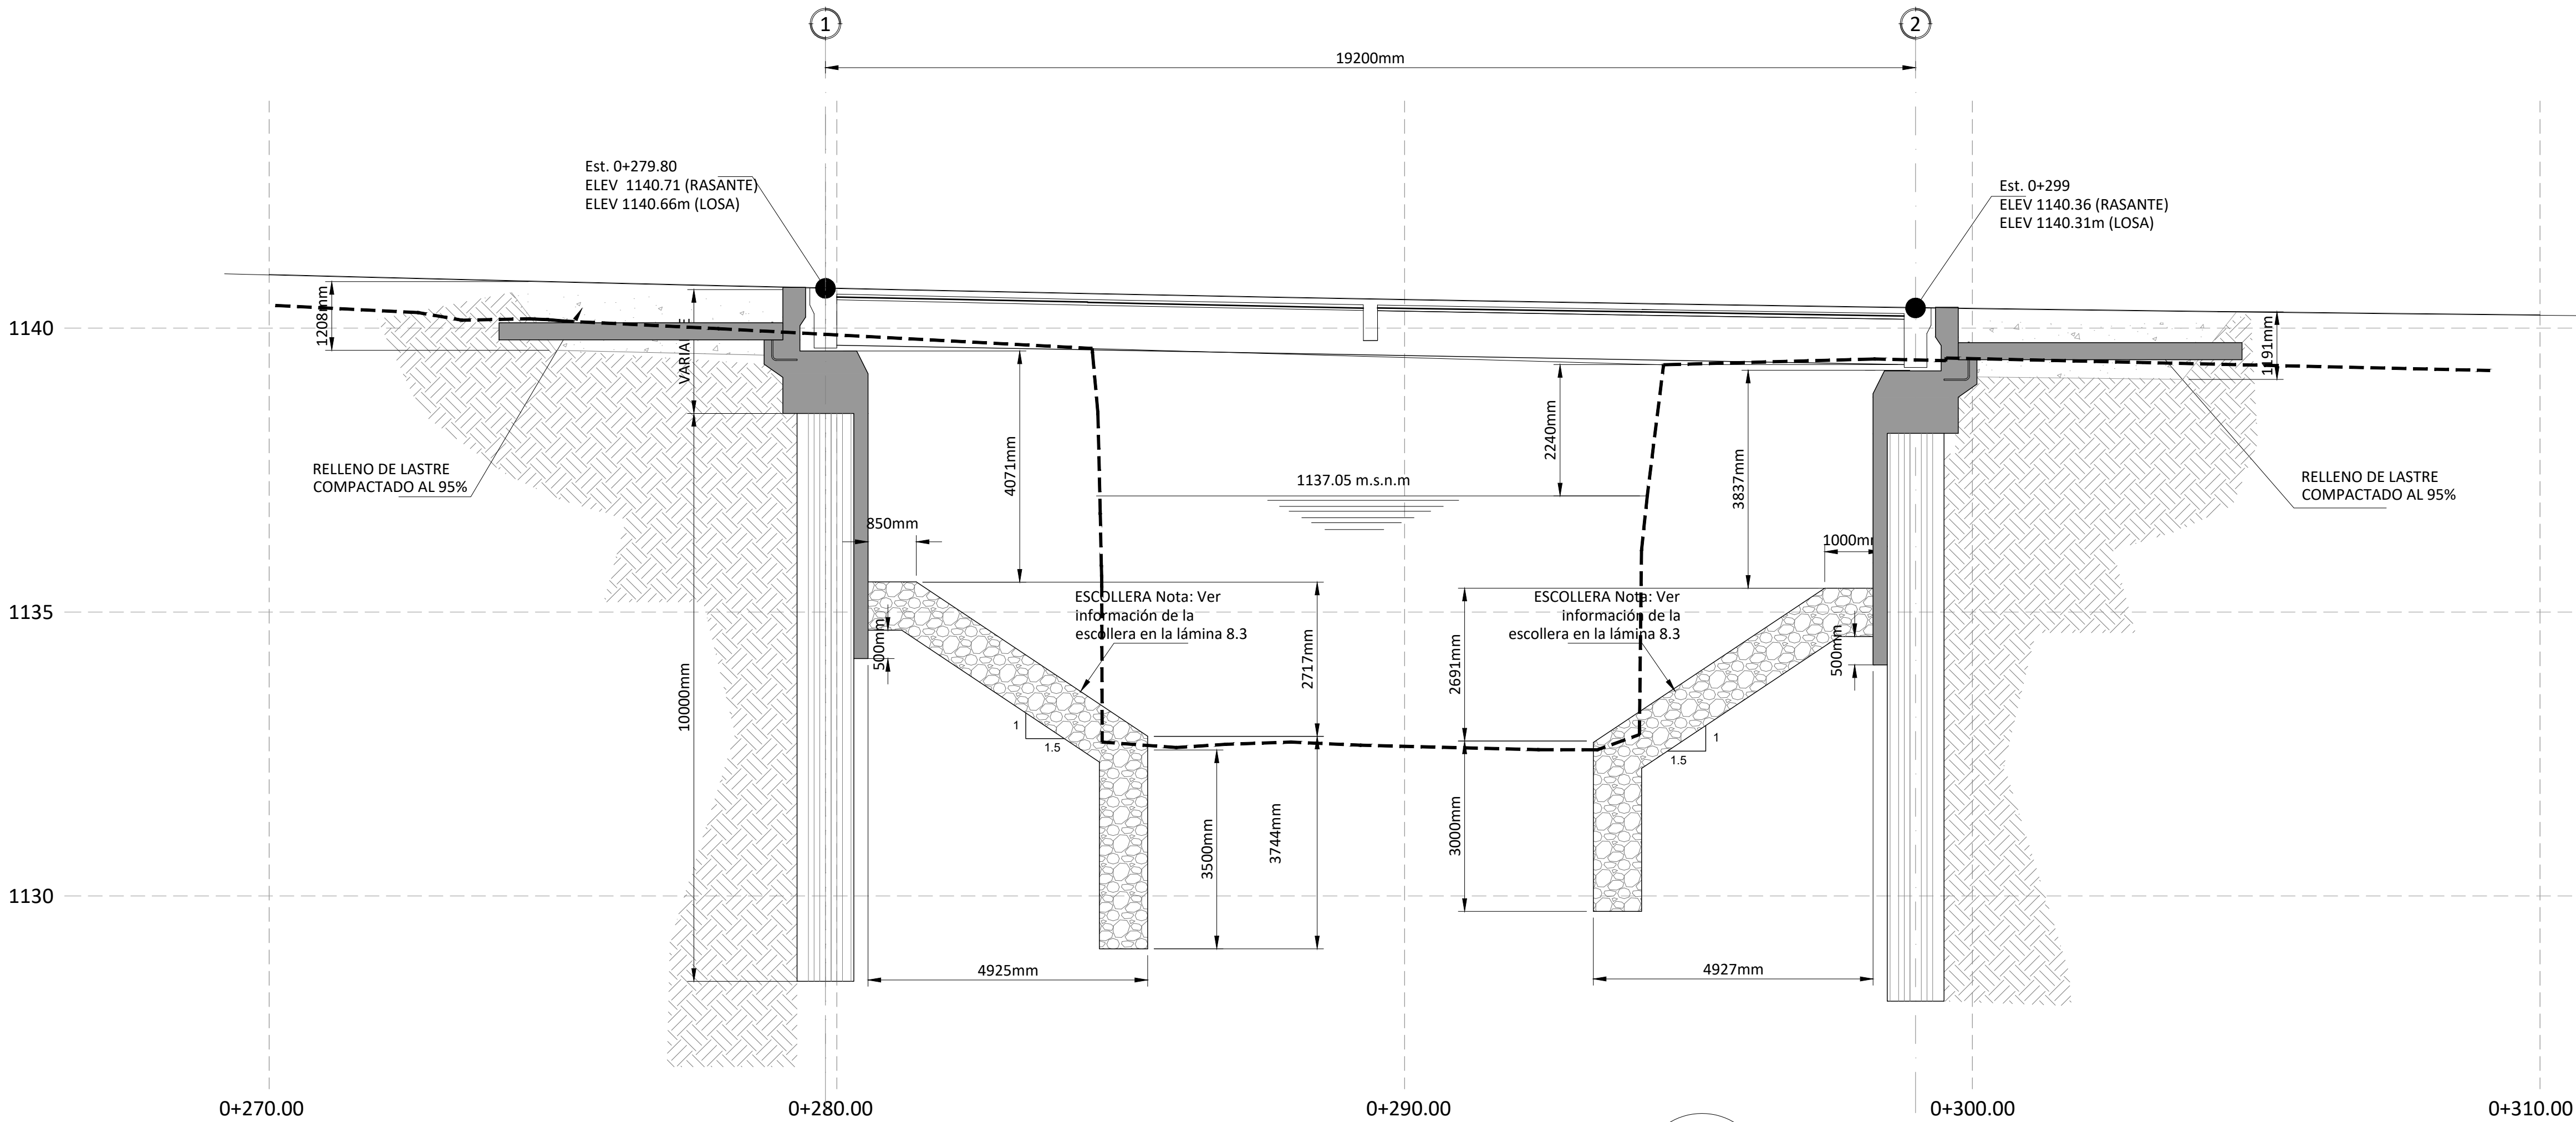 1
2
19200mm
Est. 0+279.80
ELEV 1140.71 (RASANTE)
ELEV 1140.66m (LOSA)
Est. 0+299
ELEV 1140.36 (RASANTE)
ELEV 1140.31m (LOSA)
1140
1208mm
1191mm
RELLENO DE LASTRE
COMPACTADO AL 95%
4071mm
2240mm
1137.05 m.s.n.m
3837mm
RELLENO DE LASTRE
COMPACTADO AL 95%
850mm
1000mm
1135
ESCOLLERA Nota: Ver
información de la
escollera en la lámina 8.3
ESCOLLERA Nota: Ver
información de la
escollera en la lámina 8.3
500mm
500mm
10000mm
2717mm
2691mm
1
1.5
1
1.5
3500mm
3744mm
3000mm
1130
4925mm
4927mm
0+270.00
0+280.00
0+290.00
0+300.00
0+310.00